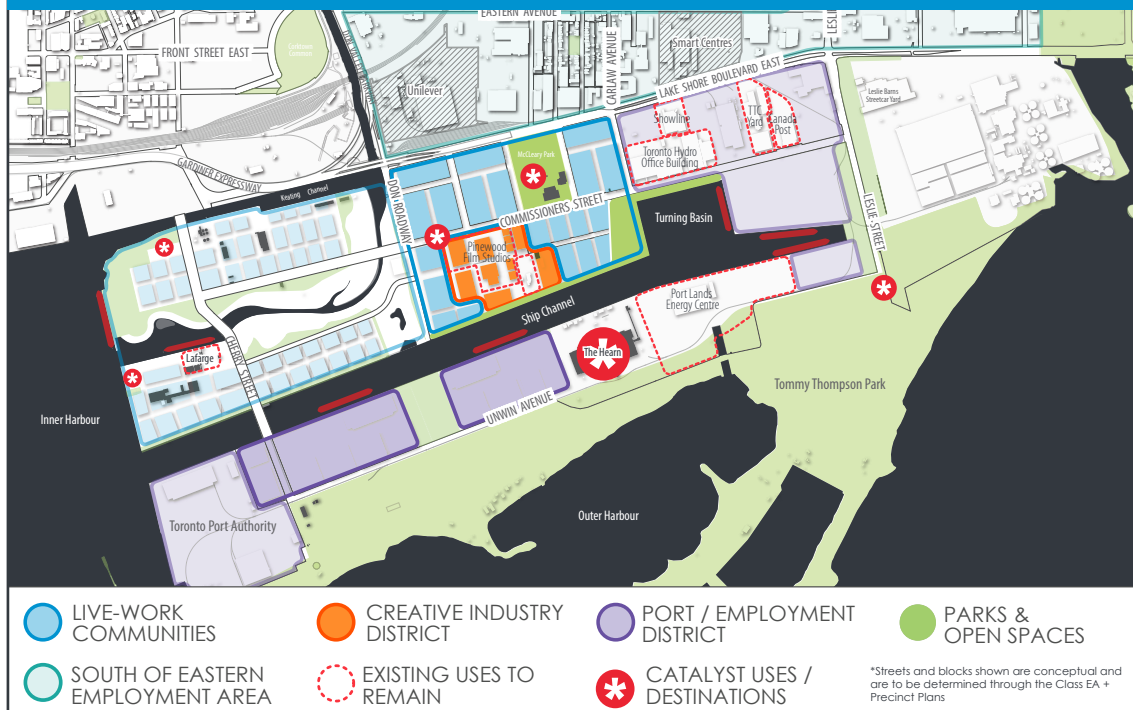 EASTERN AVENUE
FRONT STREET EAST
Corktown
Common
DON VALLEY PARKWAY
Unilever
CARLAW AVENUE
Smart Centres
LESLIE
LAKE SHORE BOULEVARD EAST
Leslie Barns
Streetcar Yard
Showline
TTC
Yard
Canada
Post
Toronto Hydro
Office Building
McCleary Park
GARDINER EXPRESSWAY
Keating Channel
DON ROADWAY
COMMISSIONERS STREET
Turning Basin
LESLIE STREET
Pinewood
Film Studios
Ship Channel
Port Lands
Energy Centre
The Hearn
Lafarge
CHERRY STREET
Inner Harbour
UNWIN AVENUE
Tommy Thompson Park
Outer Harbour
Toronto Port Authority
LIVE-WORK
COMMUNITIES
CREATIVE INDUSTRY
DISTRICT
PORT / EMPLOYMENT
DISTRICT
PARKS &
OPEN SPACES
SOUTH OF EASTERN
EMPLOYMENT AREA
EXISTING USES TO
REMAIN
CATALYST USES /
DESTINATIONS
*Streets and blocks shown are conceptual and
are to be determined through the Class EA +
Precinct Plans